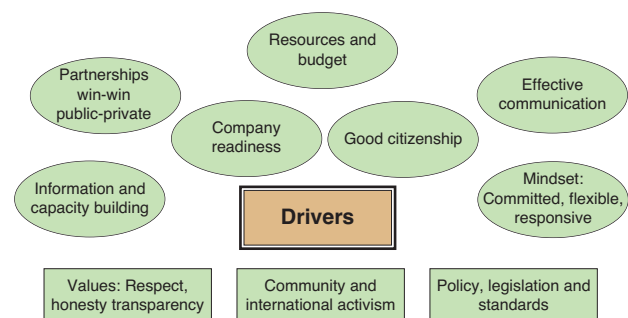 Resources and
budget
Partnerships
win-win
public-private
Effective
communication
Company
readiness
Good citizenship
Information and
capacity building
Mindset:
Committed, flexible,
responsive
Drivers
Values: Respect,
honesty transparency
Community and
international activism
Policy, legislation and
standards